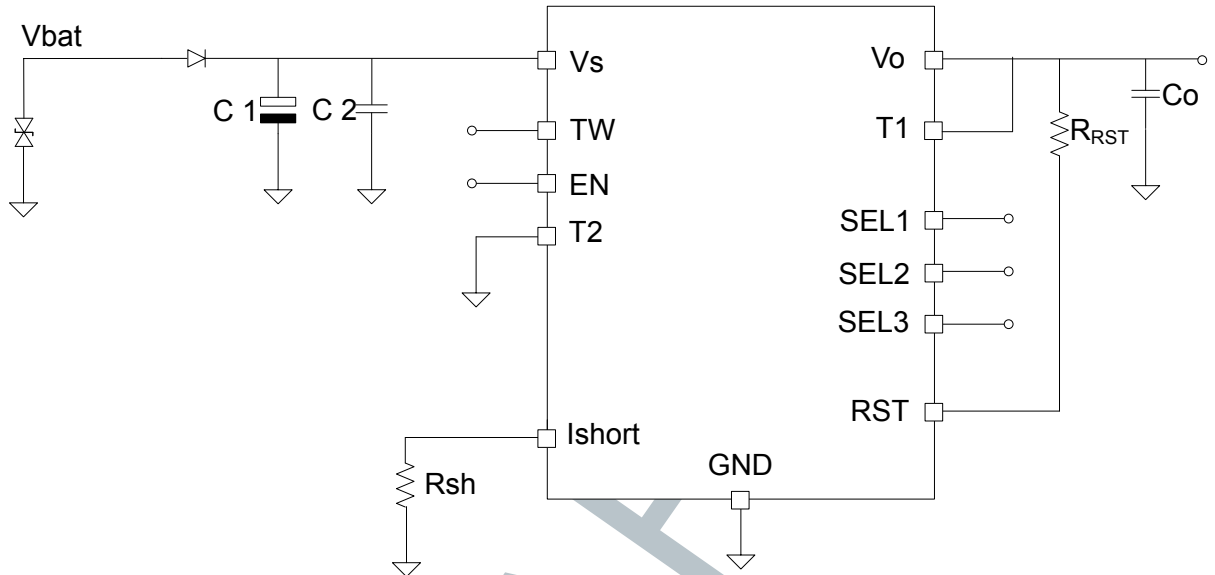 Vbat
Vs
Vo
C 1
C 2
Co
TW
T1
RRST
EN
T2
SEL1
SEL2
SEL3
RST
Ishort
GND
Rsh